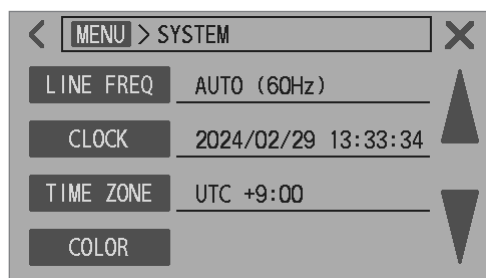 MENU > SYSTEM
LINE FREQ AUTO (60Hz)
CLOCK 2024/02/29 13:33:34
TIME ZONE UTC +9:00
COLOR